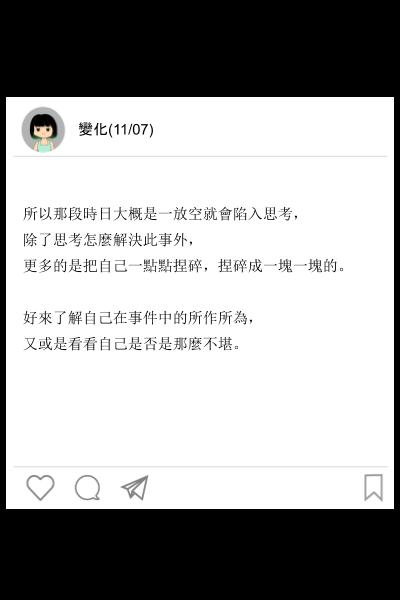 變化(11/07)
所以那段時日大概是一放空就會陷入思考，
除了思考怎麼解決此事外，
更多的是把自己一點點捏碎，捏碎成一塊一塊的。
好來了解自己在事件中的所作所為，
又或是看看自己是否是那麼不堪。